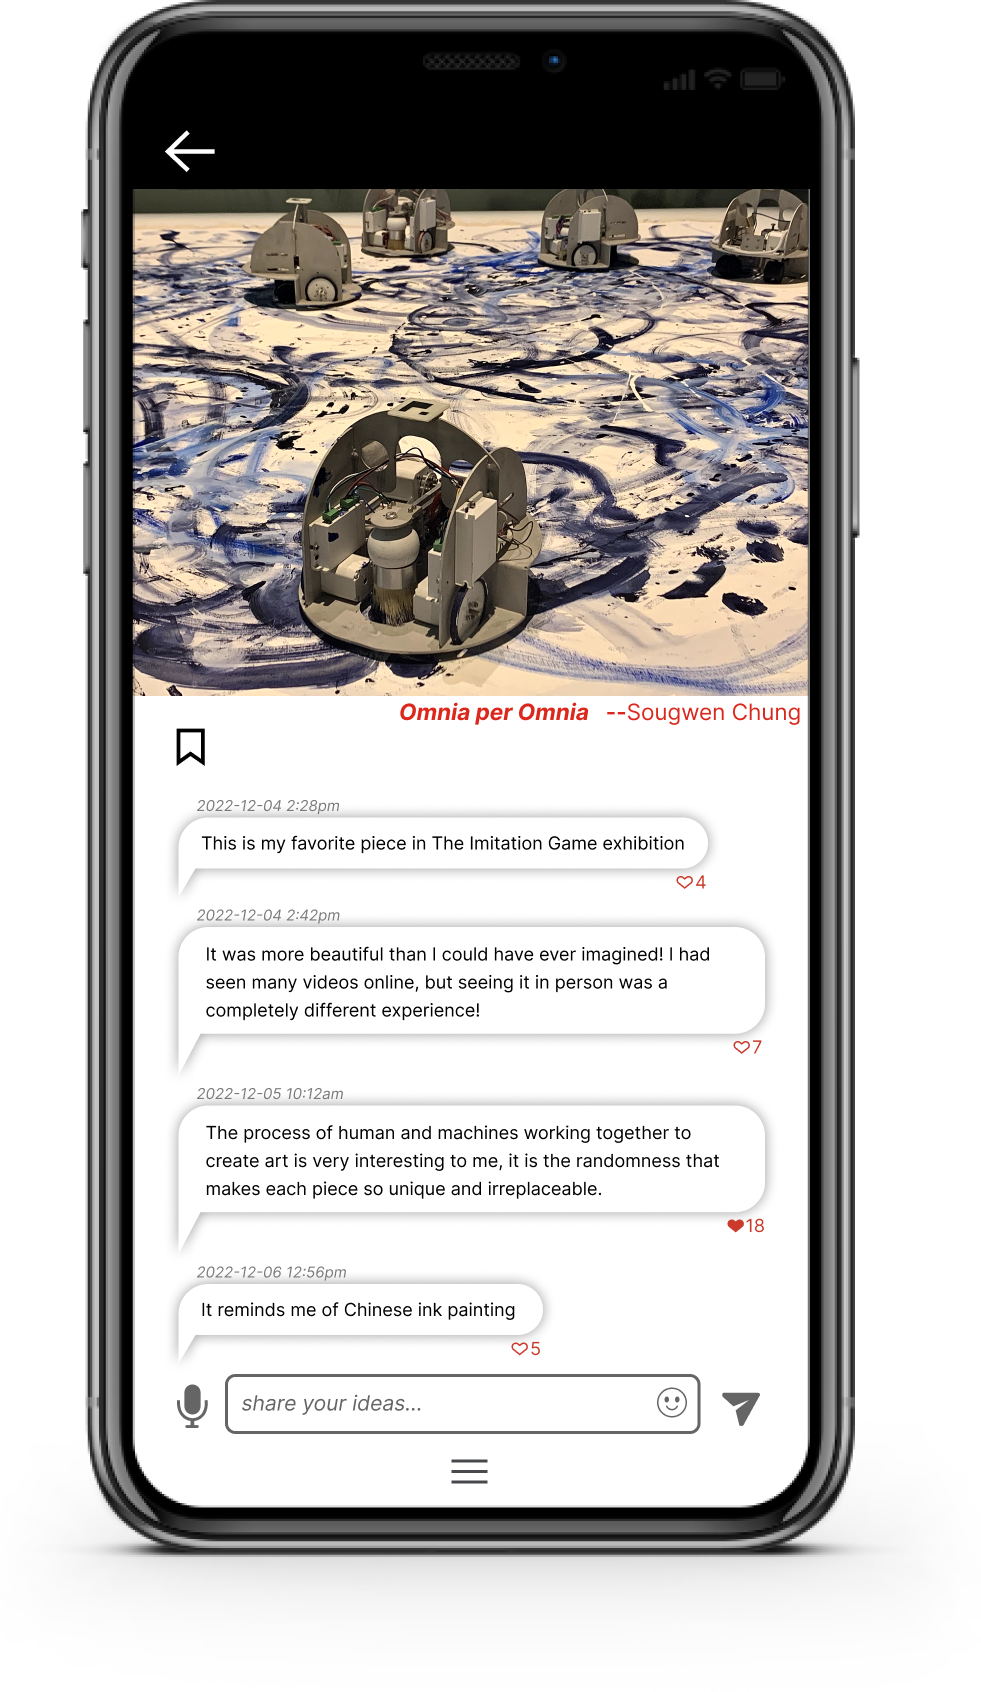 Omnia per Omnia --Sougwen Chung
2022-12-04 2:28pm
This is my favorite piece in The Imitation Game exhibition
4
2022-12-04 2:42pm
It was more beautiful than I could have ever imagined! I had
seen many videos online, but seeing it in person was a
completely different experience!
7
2022-12-05 10:12am
The process of human and machines working together to
create art is very interesting to me, it is the randomness that
makes each piece so unique and irreplaceable.
18
2022-12-06 12:56pm
It reminds me of Chinese ink painting
5
share your ideas...